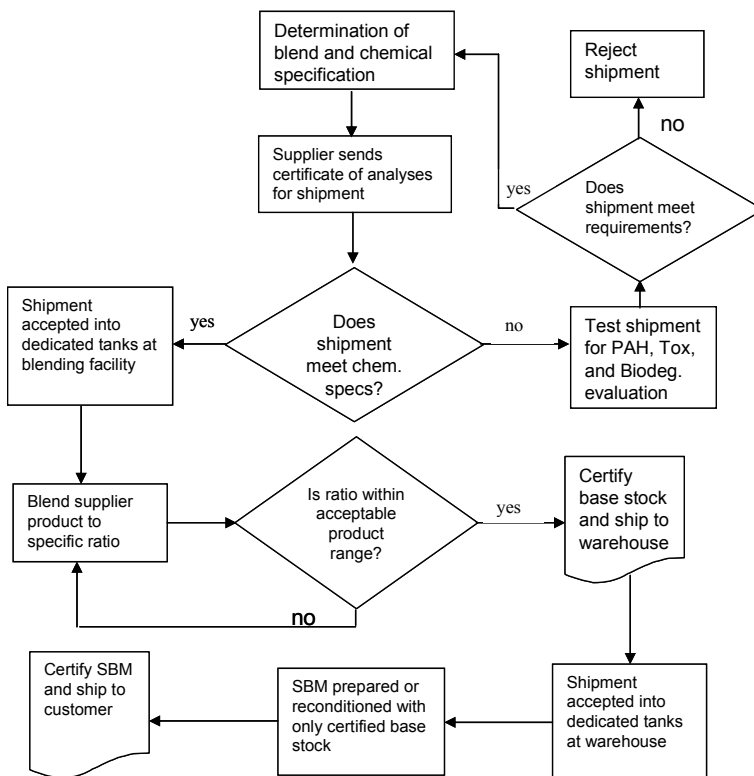 Determination of
blend and chemical
specification
Reject
shipment
no
Supplier sends
certificate of analyses
for shipment
yes
Does
shipment meet
requirements?
Shipment
accepted into
dedicated tanks at
blending facility
yes
Does
shipment
meet chem.
specs?
no
Test shipment
for PAH, Tox,
and Biodeg.
evaluation
Blend supplier
product to
specific ratio
Is ratio within
acceptable
product
range?
yes
Certify
base stock
and ship to
warehouse
no
Certify SBM
and ship to
customer
SBM prepared or
reconditioned with
only certified base
stock
Shipment
accepted into
dedicated tanks
at warehouse